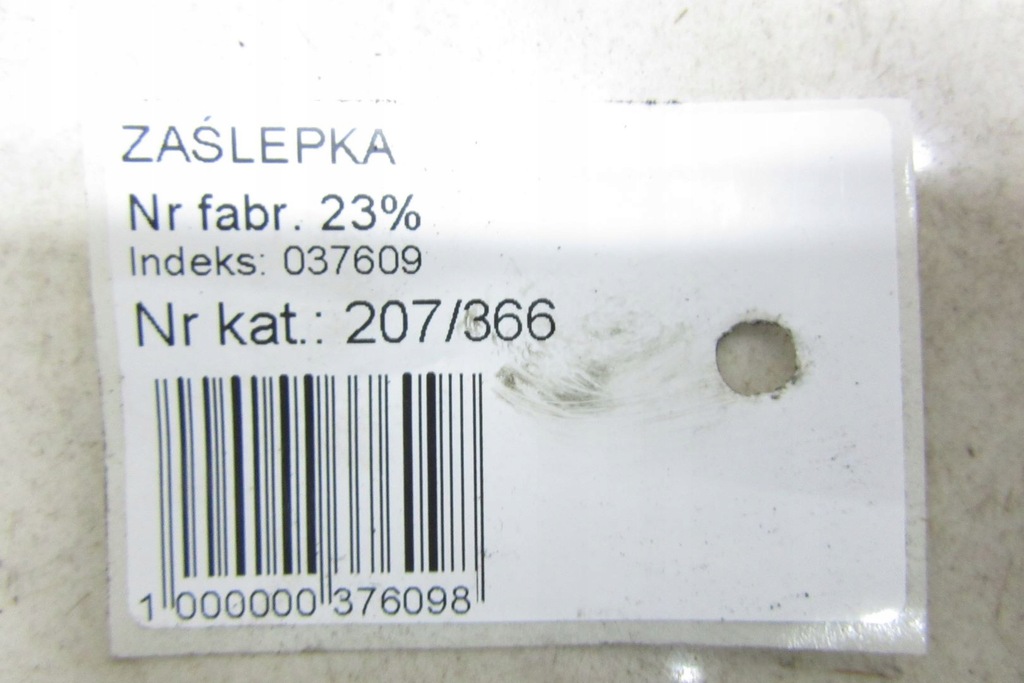 ZAŚLEPKA
Nr fabr. 23%
Indeks: 037609
Nr kat.: 207/366
1 000000 376098